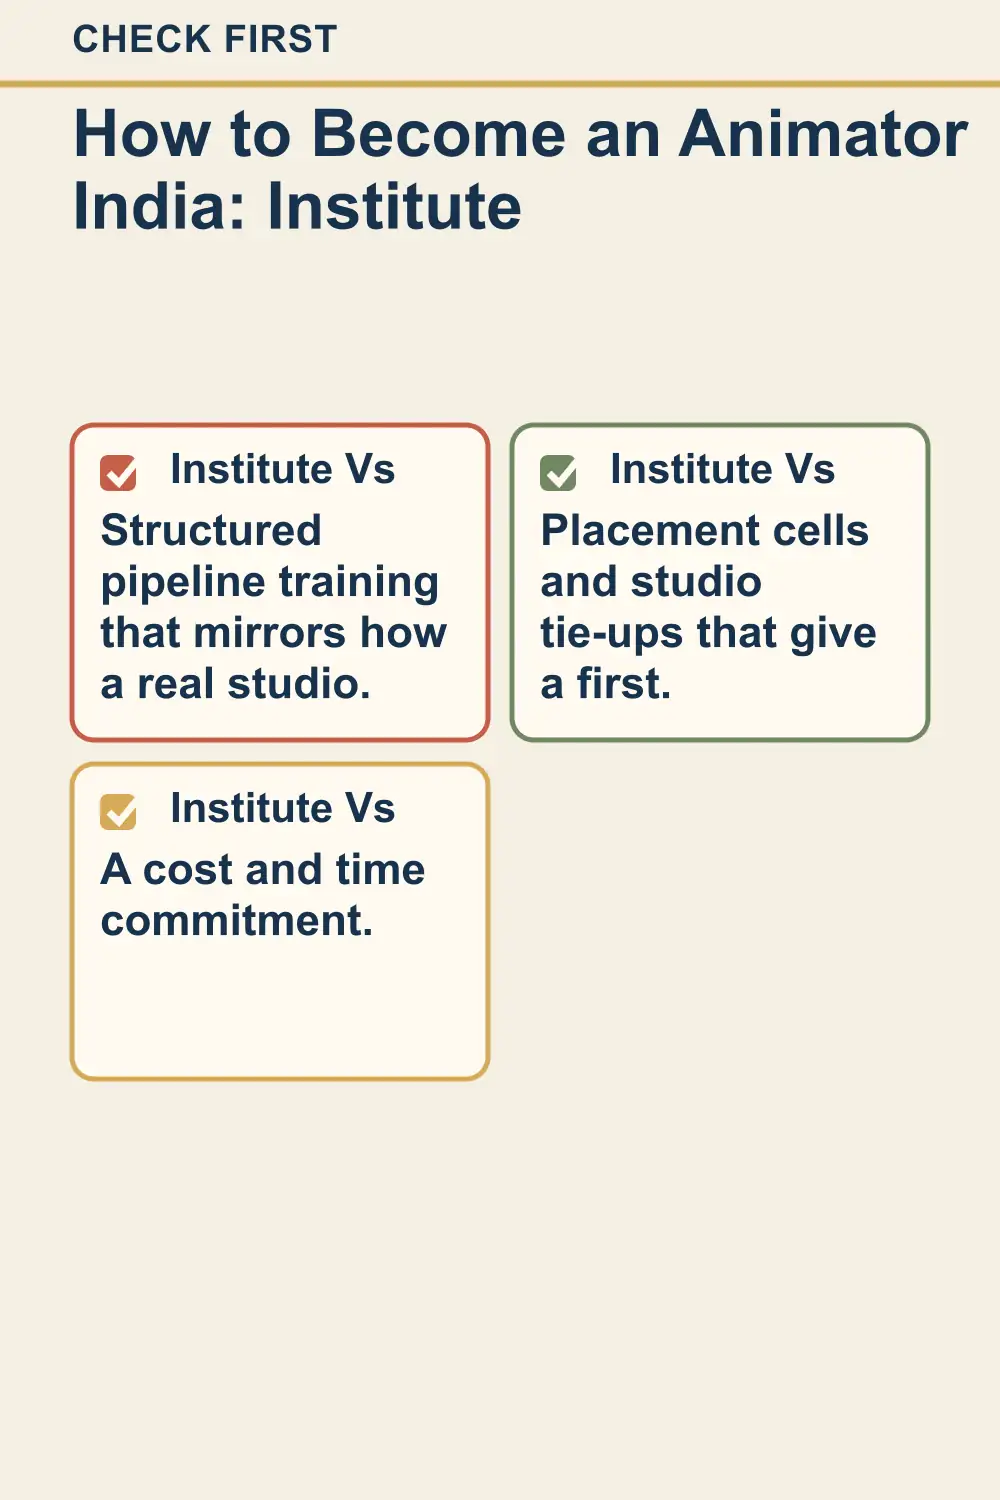 CHECK FIRST
How to Become an Animator
India: Institute
Institute Vs
Structured
pipeline training
that mirrors how
a real studio.
Institute Vs
Placement cells
and studio
tie-ups that give
a first.
Institute Vs
A cost and time
commitment.